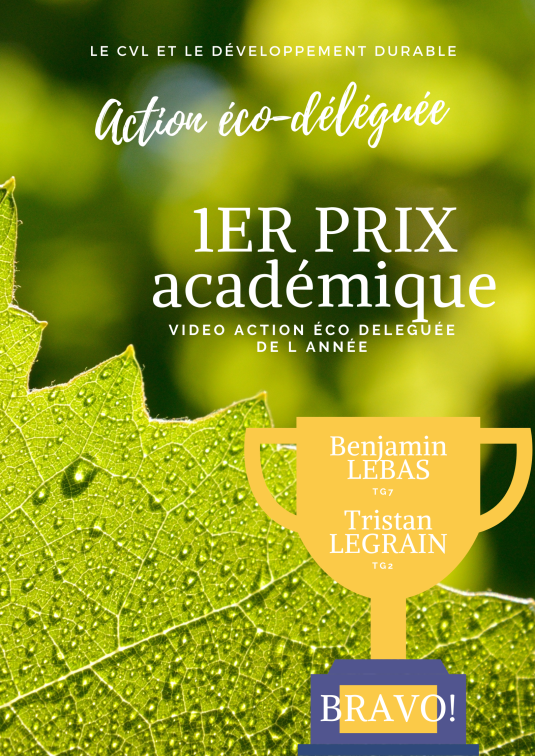 LE CVL ET LE DÉVELOPPEMENT DURABLE
Action éco-déléguée
1ER PRIX
académique
VIDEO ACTION ÉCO DELEGUÉE
DE L ANNÉE
Benjamin
LEBAS
TG7
Tristan
LEGRAIN
TG2
BRAVO!